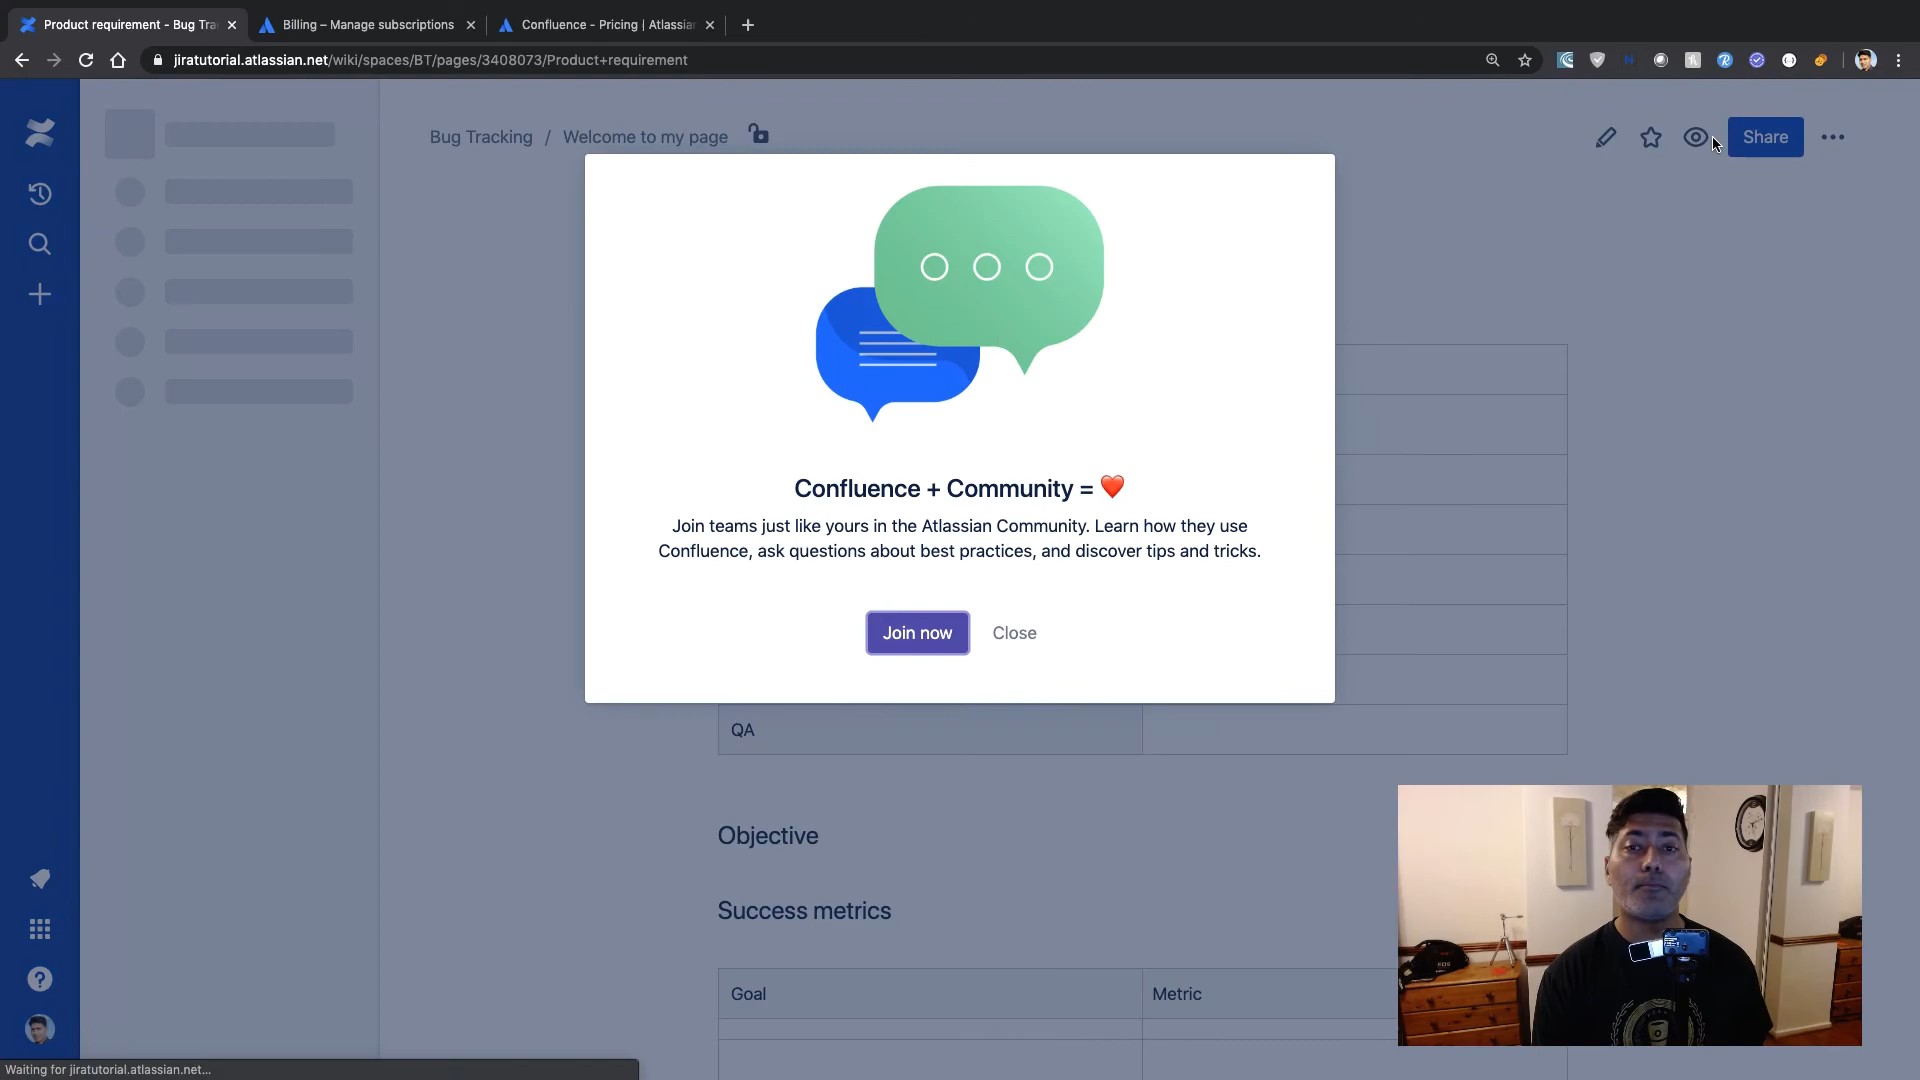 Product requirement - Bug Tra
Billing – Manage subscriptions
Confluence - Pricing | Atlassian
jiratutorial.atlassian.net/wiki/spaces/BT/pages/3408073/Product+requirement
Bug Tracking / Welcome to my page
Share
Confluence + Community = ❤️
Join teams just like yours in the Atlassian Community. Learn how they use
Confluence, ask questions about best practices, and discover tips and tricks.
Join now
Close
QA
Objective
Success metrics
Goal
Metric
Waiting for jiratutorial.atlassian.net...